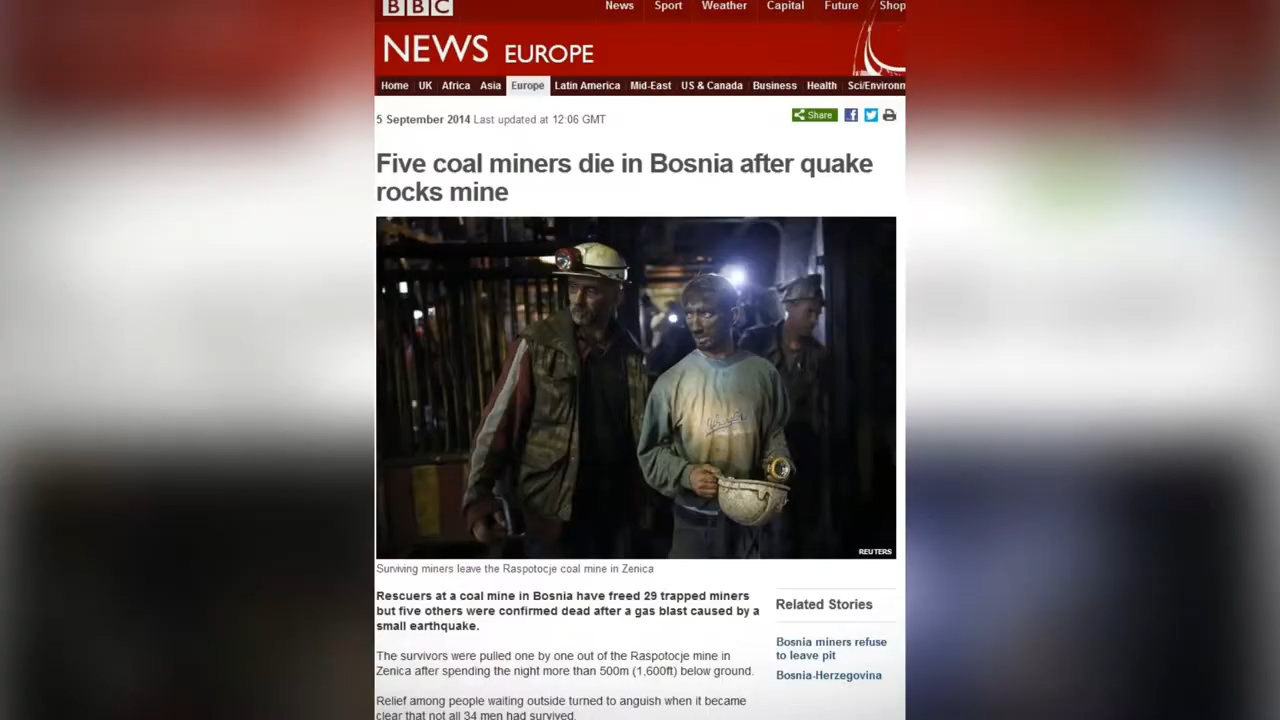 BBC
News Sport Weather Capital Future Shop
NEWS EUROPE
Home UK Africa Asia Europe Latin America Mid-East US & Canada Business Health Sci/Environm
5 September 2014 Last updated at 12:06 GMT
Share
Five coal miners die in Bosnia after quake
rocks mine
REUTERS
Surviving miners leave the Raspotocje coal mine in Zenica
Rescuers at a coal mine in Bosnia have freed 29 trapped miners
but five others were confirmed dead after a gas blast caused by a
small earthquake.
The survivors were pulled one by one out of the Raspotocje mine in
Zenica after spending the night more than 500m (1,600ft) below ground.
Relief among people waiting outside turned to anguish when it became
clear that not all 34 men had survived.
Related Stories
Bosnia miners refuse
to leave pit
Bosnia-Herzegovina